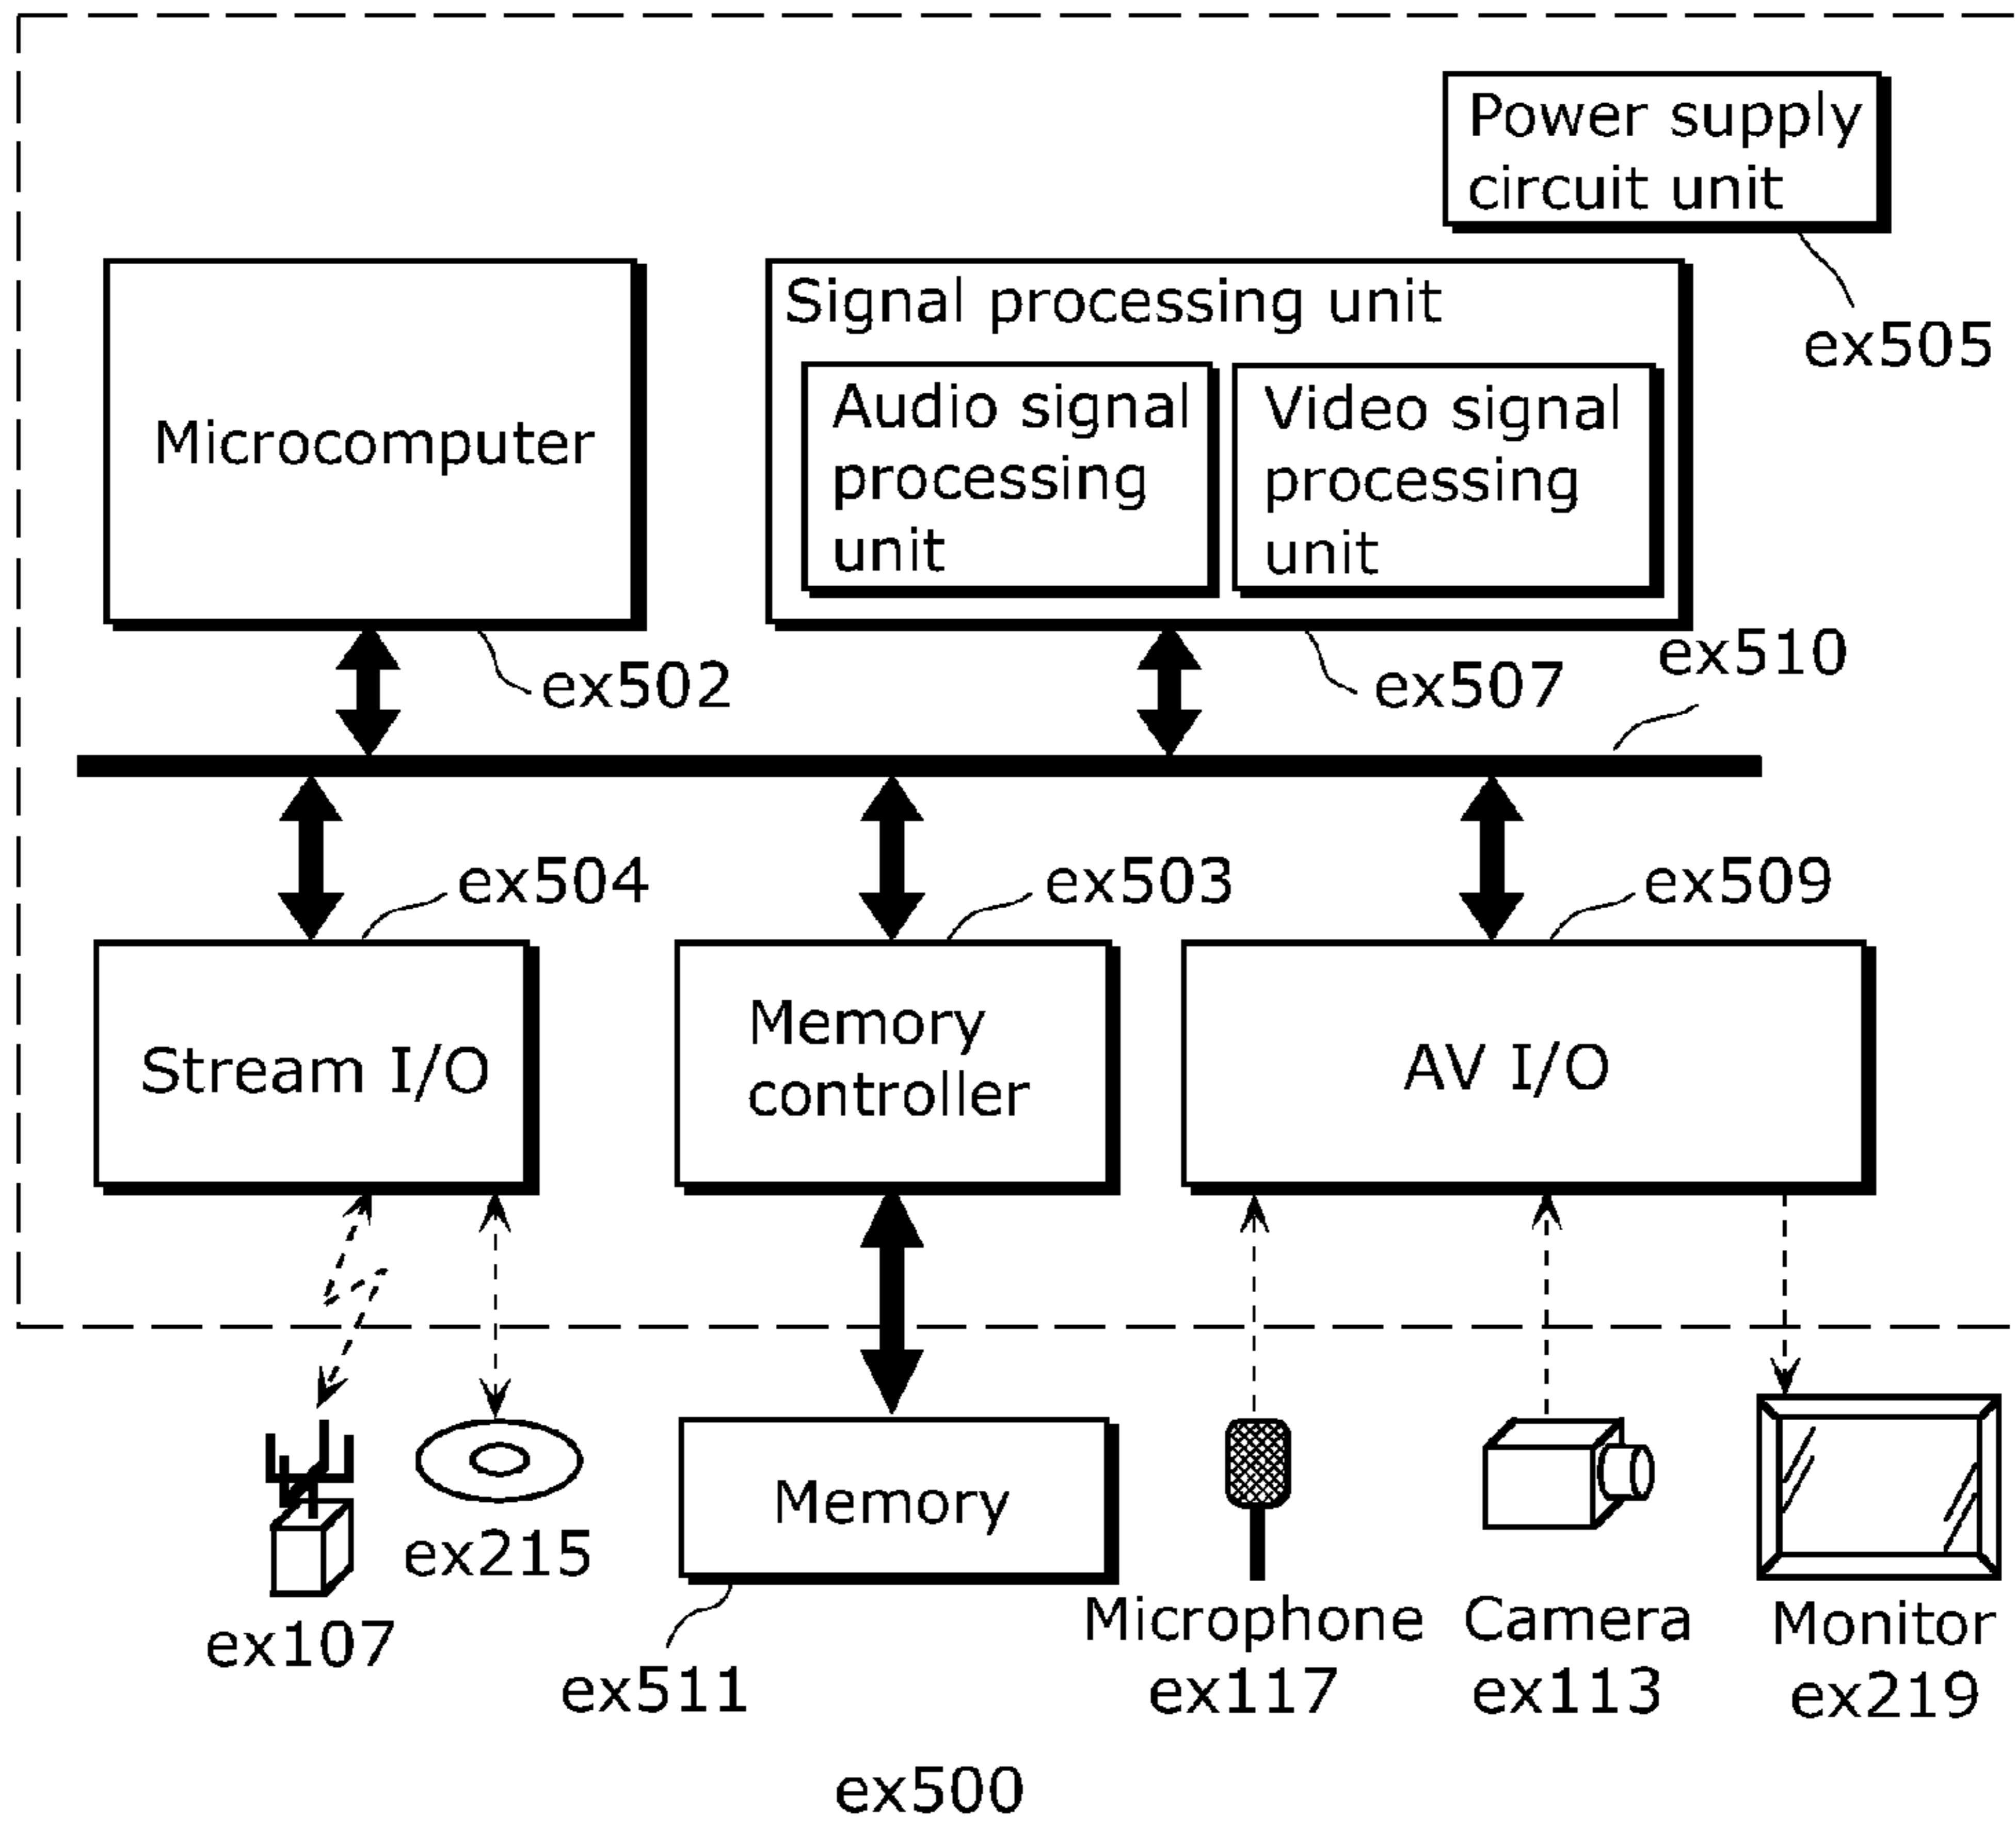 Power supply
circuit unit
ex505
Microcomputer
ex502
Signal processing unit
Audio signal
processing
unit
Video signal
processing
unit
ex507
ex510
ex504
ex503
ex509
Stream I/O
Memory
controller
AV I/O
ex107
ex215
Memory
ex511
Microphone
ex117
Camera
ex113
Monitor
ex219
ex500